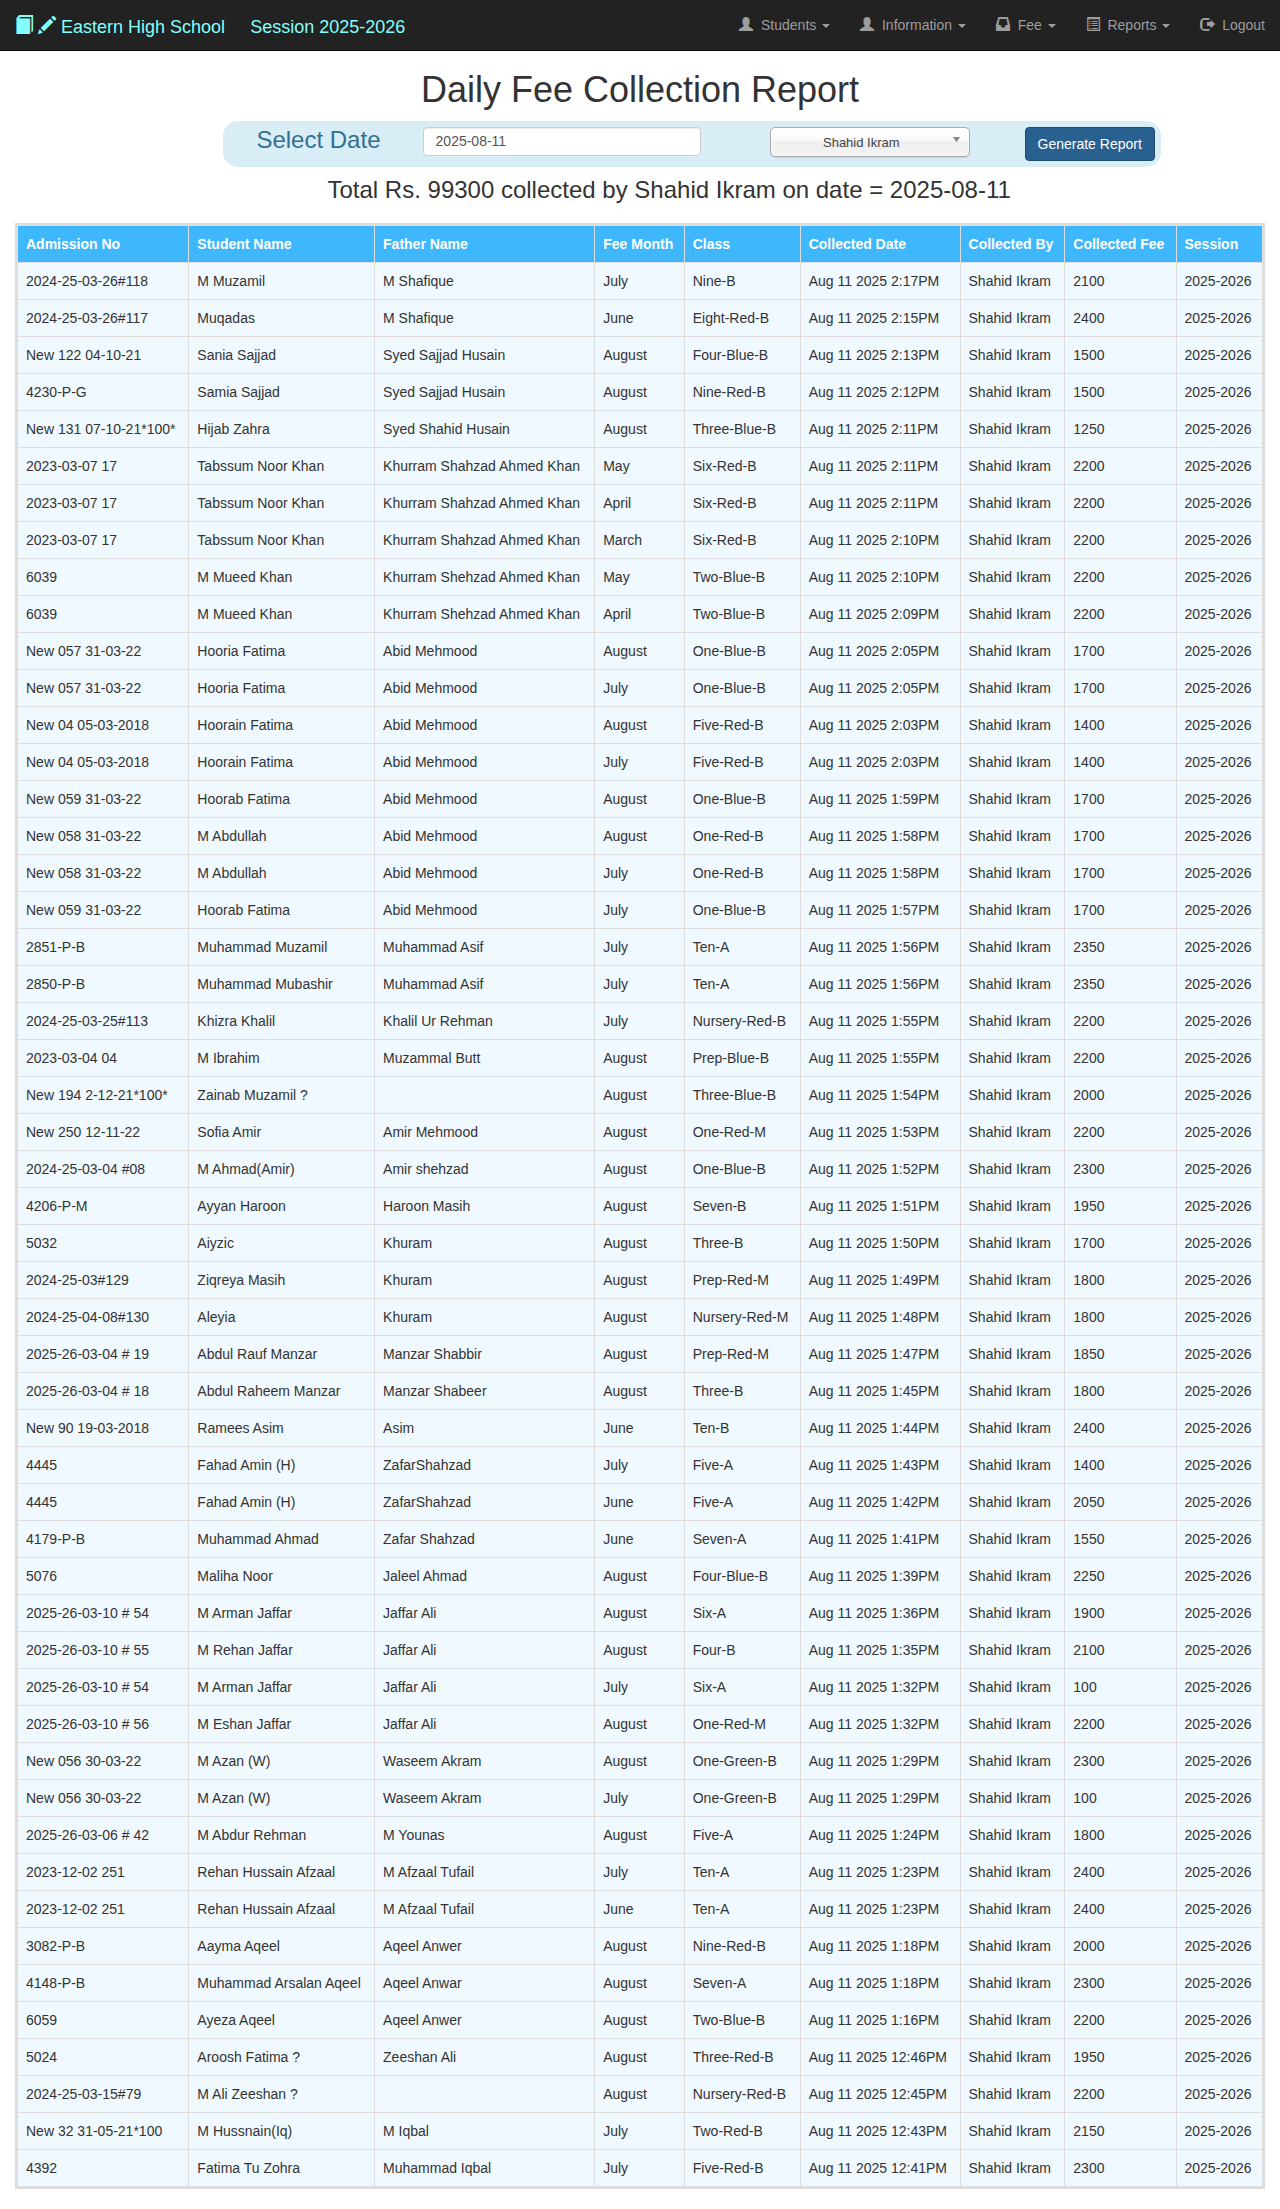 Eastern High School Session 2025-2026 Students Information Fee Reports Logout
Daily Fee Collection Report
Select Date 2025-08-11 Shahid Ikram Generate Report
Total Rs. 99300 collected by Shahid Ikram on date = 2025-08-11
Admission No Student Name Father Name Fee Month Class Collected Date Collected By Collected Fee Session
2024-25-03-26#118 M Muzamil M Shafique July Nine-B Aug 11 2025 2:17PM Shahid Ikram 2100 2025-2026
2024-25-03-26#117 Muqadas M Shafique June Eight-Red-B Aug 11 2025 2:15PM Shahid Ikram 2400 2025-2026
New 122 04-10-21 Sania Sajjad Syed Sajjad Husain August Four-Blue-B Aug 11 2025 2:13PM Shahid Ikram 1500 2025-2026
4230-P-G Samia Sajjad Syed Sajjad Husain August Nine-Red-B Aug 11 2025 2:12PM Shahid Ikram 1500 2025-2026
New 131 07-10-21*100* Hijab Zahra Syed Shahid Husain August Three-Blue-B Aug 11 2025 2:11PM Shahid Ikram 1250 2025-2026
2023-03-07 17 Tabssum Noor Khan Khurram Shahzad Ahmed Khan May Six-Red-B Aug 11 2025 2:11PM Shahid Ikram 2200 2025-2026
2023-03-07 17 Tabssum Noor Khan Khurram Shahzad Ahmed Khan April Six-Red-B Aug 11 2025 2:11PM Shahid Ikram 2200 2025-2026
2023-03-07 17 Tabssum Noor Khan Khurram Shahzad Ahmed Khan March Six-Red-B Aug 11 2025 2:10PM Shahid Ikram 2200 2025-2026
6039 M Mueed Khan Khurram Shehzad Ahmed Khan May Two-Blue-B Aug 11 2025 2:10PM Shahid Ikram 2200 2025-2026
6039 M Mueed Khan Khurram Shehzad Ahmed Khan April Two-Blue-B Aug 11 2025 2:09PM Shahid Ikram 2200 2025-2026
New 057 31-03-22 Hooria Fatima Abid Mehmood August One-Blue-B Aug 11 2025 2:05PM Shahid Ikram 1700 2025-2026
New 057 31-03-22 Hooria Fatima Abid Mehmood July One-Blue-B Aug 11 2025 2:05PM Shahid Ikram 1700 2025-2026
New 04 05-03-2018 Hoorain Fatima Abid Mehmood August Five-Red-B Aug 11 2025 2:03PM Shahid Ikram 1400 2025-2026
New 04 05-03-2018 Hoorain Fatima Abid Mehmood July Five-Red-B Aug 11 2025 2:03PM Shahid Ikram 1400 2025-2026
New 059 31-03-22 Hoorab Fatima Abid Mehmood August One-Blue-B Aug 11 2025 1:59PM Shahid Ikram 1700 2025-2026
New 058 31-03-22 M Abdullah Abid Mehmood August One-Red-B Aug 11 2025 1:58PM Shahid Ikram 1700 2025-2026
New 058 31-03-22 M Abdullah Abid Mehmood July One-Red-B Aug 11 2025 1:58PM Shahid Ikram 1700 2025-2026
New 059 31-03-22 Hoorab Fatima Abid Mehmood July One-Blue-B Aug 11 2025 1:57PM Shahid Ikram 1700 2025-2026
2851-P-B Muhammad Muzamil Muhammad Asif July Ten-A Aug 11 2025 1:56PM Shahid Ikram 2350 2025-2026
2850-P-B Muhammad Mubashir Muhammad Asif July Ten-A Aug 11 2025 1:56PM Shahid Ikram 2350 2025-2026
2024-25-03-25#113 Khizra Khalil Khalil Ur Rehman July Nursery-Red-B Aug 11 2025 1:55PM Shahid Ikram 2200 2025-2026
2023-03-04 04 M Ibrahim Muzammal Butt August Prep-Blue-B Aug 11 2025 1:55PM Shahid Ikram 2200 2025-2026
New 194 2-12-21*100* Zainab Muzamil ? August Three-Blue-B Aug 11 2025 1:54PM Shahid Ikram 2000 2025-2026
New 250 12-11-22 Sofia Amir Amir Mehmood August One-Red-M Aug 11 2025 1:53PM Shahid Ikram 2200 2025-2026
2024-25-03-04 #08 M Ahmad(Amir) Amir shehzad August One-Blue-B Aug 11 2025 1:52PM Shahid Ikram 2300 2025-2026
4206-P-M Ayyan Haroon Haroon Masih August Seven-B Aug 11 2025 1:51PM Shahid Ikram 1950 2025-2026
5032 Aiyzic Khuram August Three-B Aug 11 2025 1:50PM Shahid Ikram 1700 2025-2026
2024-25-03#129 Ziqreya Masih Khuram August Prep-Red-M Aug 11 2025 1:49PM Shahid Ikram 1800 2025-2026
2024-25-04-08#130 Aleyia Khuram August Nursery-Red-M Aug 11 2025 1:48PM Shahid Ikram 1800 2025-2026
2025-26-03-04 # 19 Abdul Rauf Manzar Manzar Shabbir August Prep-Red-M Aug 11 2025 1:47PM Shahid Ikram 1850 2025-2026
2025-26-03-04 # 18 Abdul Raheem Manzar Manzar Shabeer August Three-B Aug 11 2025 1:45PM Shahid Ikram 1800 2025-2026
New 90 19-03-2018 Ramees Asim Asim June Ten-B Aug 11 2025 1:44PM Shahid Ikram 2400 2025-2026
4445 Fahad Amin (H) ZafarShahzad July Five-A Aug 11 2025 1:43PM Shahid Ikram 1400 2025-2026
4445 Fahad Amin (H) ZafarShahzad June Five-A Aug 11 2025 1:42PM Shahid Ikram 2050 2025-2026
4179-P-B Muhammad Ahmad Zafar Shahzad June Seven-A Aug 11 2025 1:41PM Shahid Ikram 1550 2025-2026
5076 Maliha Noor Jaleel Ahmad August Four-Blue-B Aug 11 2025 1:39PM Shahid Ikram 2250 2025-2026
2025-26-03-10 # 54 M Arman Jaffar Jaffar Ali August Six-A Aug 11 2025 1:36PM Shahid Ikram 1900 2025-2026
2025-26-03-10 # 55 M Rehan Jaffar Jaffar Ali August Four-B Aug 11 2025 1:35PM Shahid Ikram 2100 2025-2026
2025-26-03-10 # 54 M Arman Jaffar Jaffar Ali July Six-A Aug 11 2025 1:32PM Shahid Ikram 100 2025-2026
2025-26-03-10 # 56 M Eshan Jaffar Jaffar Ali August One-Red-M Aug 11 2025 1:32PM Shahid Ikram 2200 2025-2026
New 056 30-03-22 M Azan (W) Waseem Akram August One-Green-B Aug 11 2025 1:29PM Shahid Ikram 2300 2025-2026
New 056 30-03-22 M Azan (W) Waseem Akram July One-Green-B Aug 11 2025 1:29PM Shahid Ikram 100 2025-2026
2025-26-03-06 # 42 M Abdur Rehman M Younas August Five-A Aug 11 2025 1:24PM Shahid Ikram 1800 2025-2026
2023-12-02 251 Rehan Hussain Afzaal M Afzaal Tufail July Ten-A Aug 11 2025 1:23PM Shahid Ikram 2400 2025-2026
2023-12-02 251 Rehan Hussain Afzaal M Afzaal Tufail June Ten-A Aug 11 2025 1:23PM Shahid Ikram 2400 2025-2026
3082-P-B Aayma Aqeel Aqeel Anwer August Nine-Red-B Aug 11 2025 1:18PM Shahid Ikram 2000 2025-2026
4148-P-B Muhammad Arsalan Aqeel Aqeel Anwar August Seven-A Aug 11 2025 1:18PM Shahid Ikram 2300 2025-2026
6059 Ayeza Aqeel Aqeel Anwer August Two-Blue-B Aug 11 2025 1:16PM Shahid Ikram 2200 2025-2026
5024 Aroosh Fatima ? Zeeshan Ali August Three-Red-B Aug 11 2025 12:46PM Shahid Ikram 1950 2025-2026
2024-25-03-15#79 M Ali Zeeshan ? August Nursery-Red-B Aug 11 2025 12:45PM Shahid Ikram 2200 2025-2026
New 32 31-05-21*100 M Hussnain(Iq) M Iqbal July Two-Red-B Aug 11 2025 12:43PM Shahid Ikram 2150 2025-2026
4392 Fatima Tu Zohra Muhammad Iqbal July Five-Red-B Aug 11 2025 12:41PM Shahid Ikram 2300 2025-2026